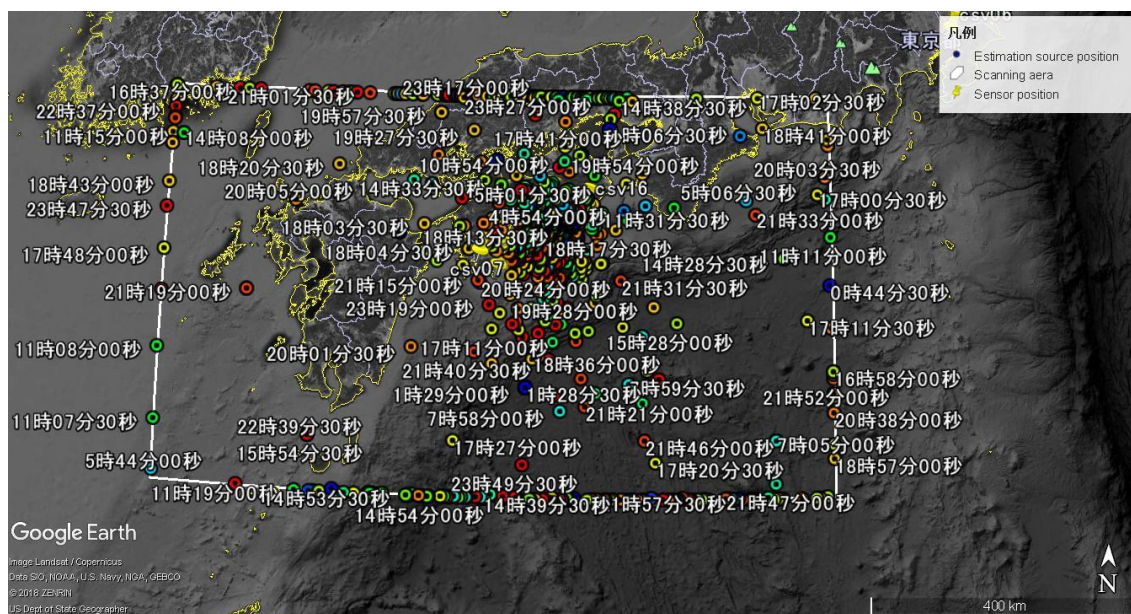 csv06
凡例
東京都
Estimation source position
Scanning aera
Sensor position
16時37分00秒
21時01分30秒
23時17分00秒
22時37分00秒
19時57分30秒
23時27分00秒
14時38分30秒
17時02分30秒
11時15分00秒
14時08分00秒
19時27分30秒
17時41分00秒
時06分30秒
18時41分00秒
18時20分30秒
10時54分00秒
19時54分00秒
20時03分30秒
18時43分00秒
20時05分00秒
14時33分30秒
5時01分30秒
csv16
5時06分30秒
17時00分30秒
23時47分30秒
4時54分00秒
11時31分30秒
21時33分00秒
18時03分30秒
18時13分30秒
17時48分00秒
18時04分30秒
18時17分30秒
11時11分00秒
csv07
14時28分30秒
21時19分00秒
21時15分00秒
20時24分00秒
21時31分30秒
0時44分30秒
23時19分00秒
19時28分00秒
17時11分30秒
11時08分00秒
20時01分30秒
17時11分00秒
15時28分00秒
21時40分30秒
18時36分00秒
16時58分00秒
1時29分00秒
1時28分30秒
時59分30秒
21時52分00秒
11時07分30秒
7時58分00秒
21時21分00秒
20時38分00秒
22時39分30秒
17時27分00秒
21時46分00秒
7時05分00秒
15時54分30秒
5時44分00秒
17時20分30秒
18時57分00秒
11時19分00秒
14時53分30秒
23時49分30秒
14時39分30秒
1時57分30秒
21時47分00秒
14時54分00秒
Google Earth
Image Landsat / Copernicus
Data SIO, NOAA, U.S. Navy, NGA, GEBCO
© 2018 ZENRIN
US Dept of State Geographer
N
400 km